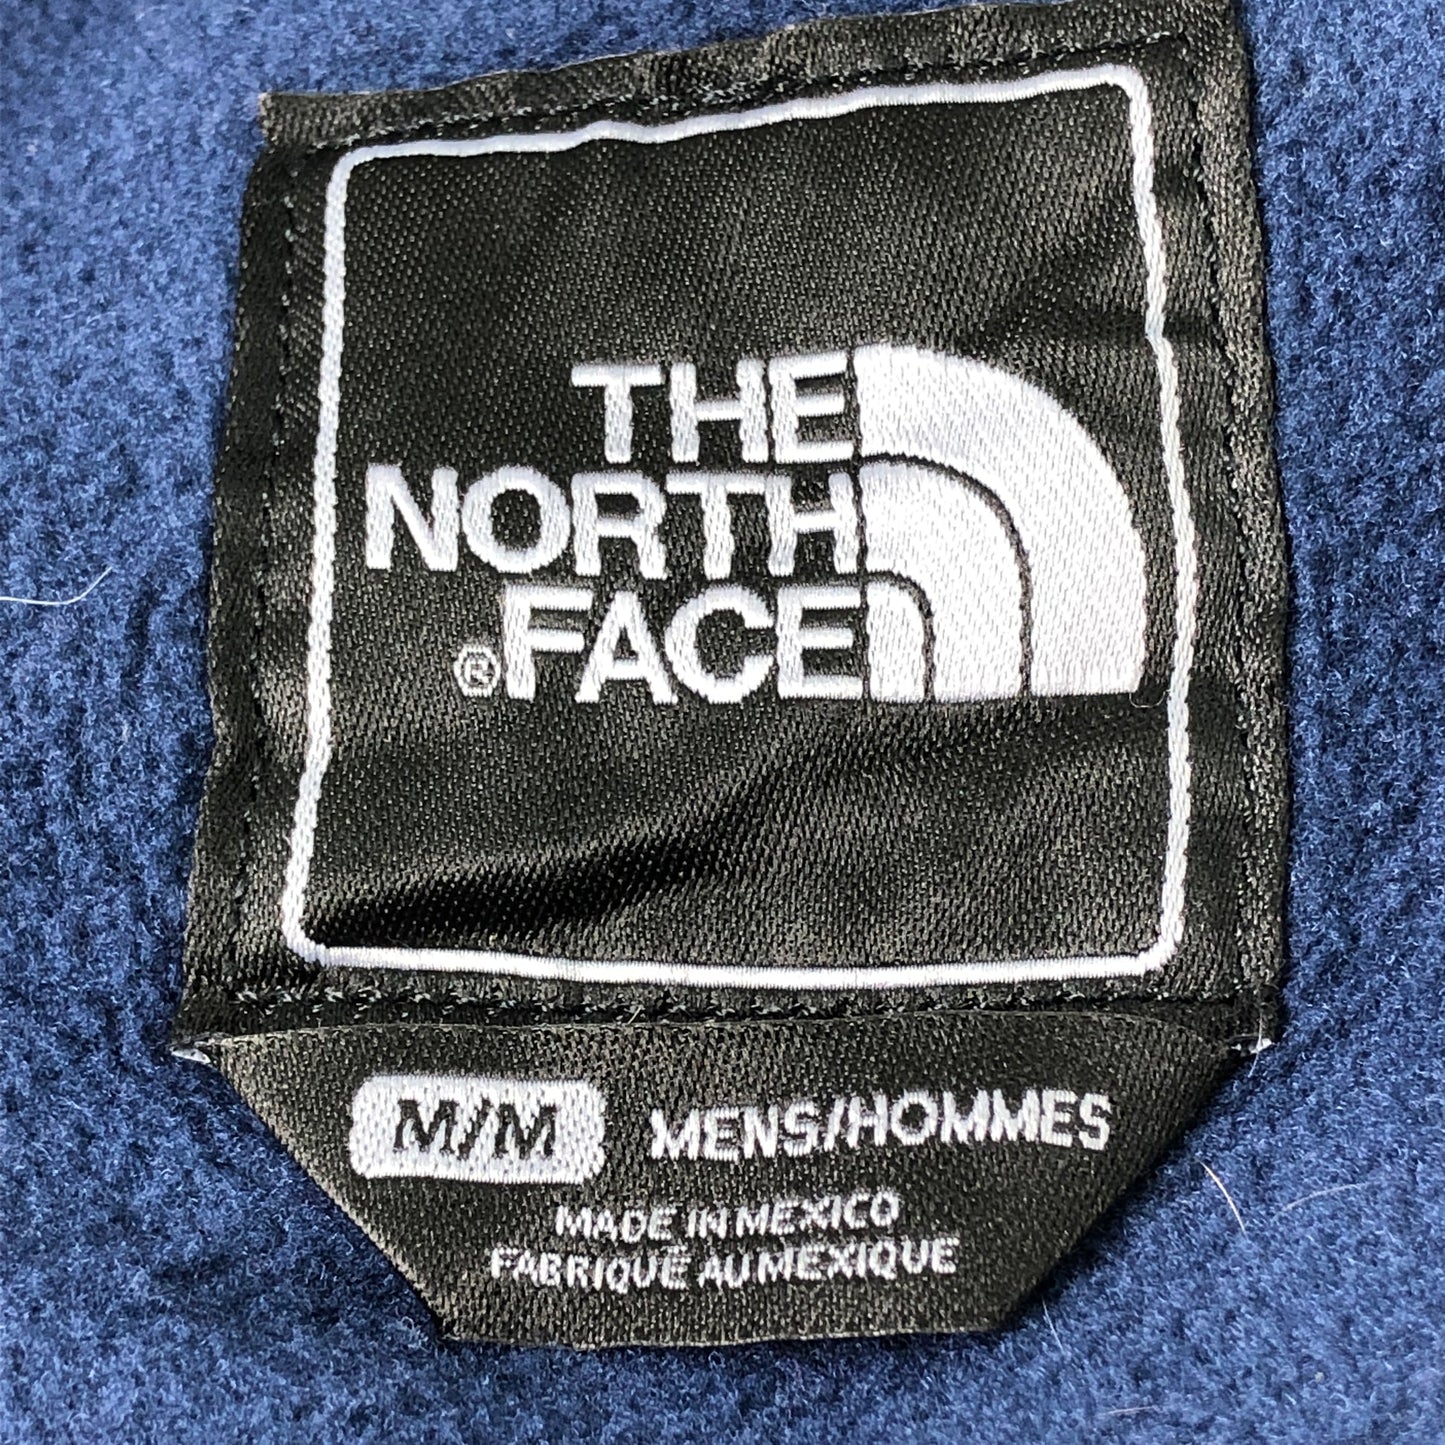 THE
NORTH
®FACE
M/M MENS/HOMMES
MADE IN MEXICO
FABRIQUÉ AU MEXIQUE